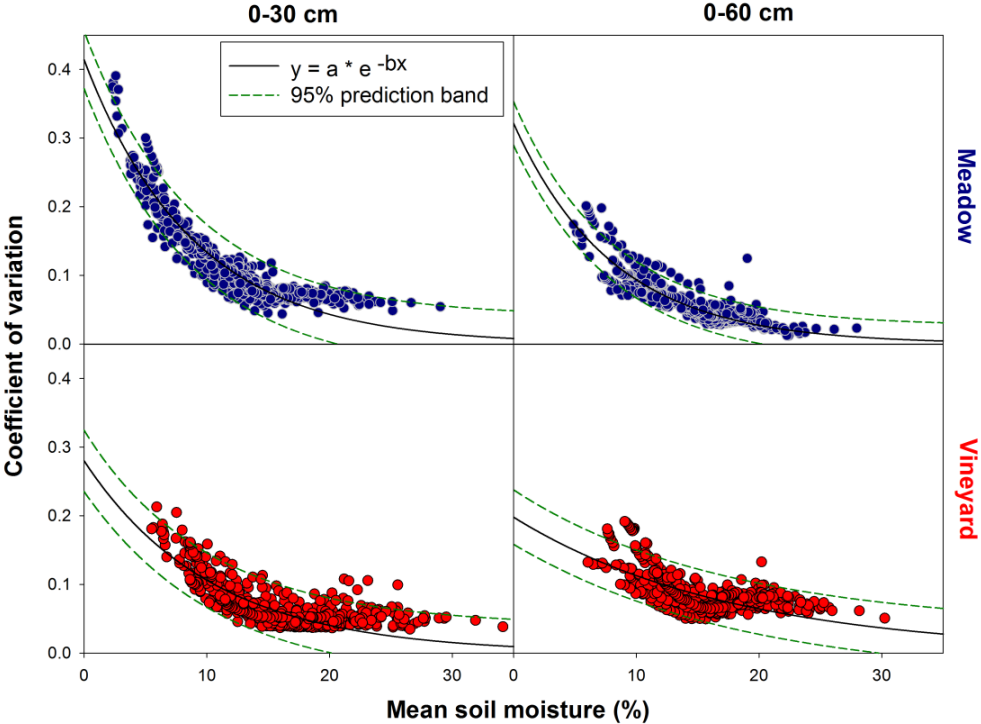 0-30 cm
0-60 cm
y = a * e -bx
95% prediction band
0.4
0.3
0.2
0.1
0.0
Meadow
Coefficient of variation
0.4
0.3
0.2
0.1
0.0
Vineyard
0
10
20
30
0
10
20
30
Mean soil moisture (%)